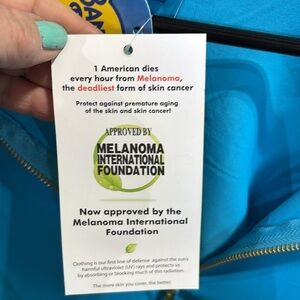 1 American dies
every hour from Melanoma,
the deadliest form of skin cancer
Protect against premature aging
of the skin and skin cancer!
APPROVED BY
MELANOMA
INTERNATIONAL
FOUNDATION
Now approved by the
Melanoma International
Foundation
Clothing is our first line of defense against the sun's
harmful ultraviolet (UV) rays and protects us
by absorbing or blocking much of this radiation.
The more skin you cover, the better.